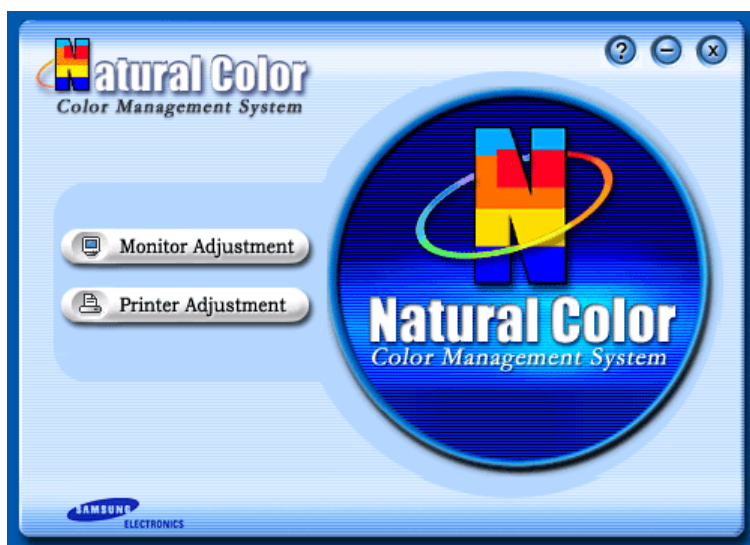 Natural Color
Color Management System
?
x
Monitor Adjustment
Printer Adjustment
N
Natural Color
Color Management System
SAMSUNG
ELECTRONICS